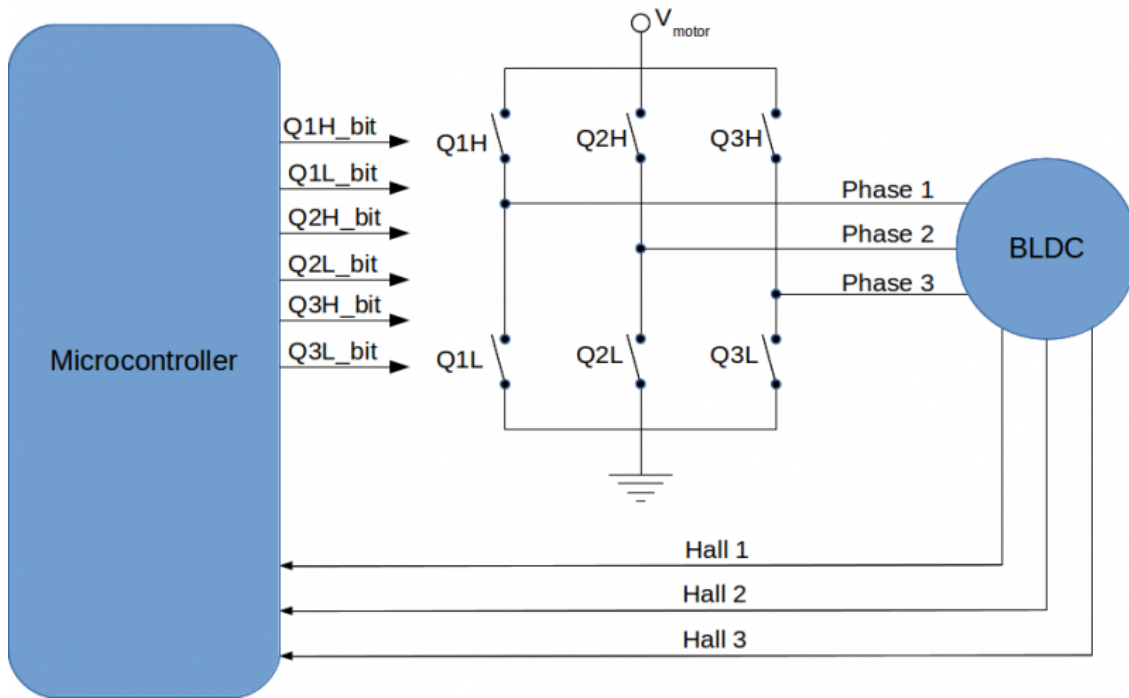 V motor
Q1H_bit
Q1L_bit
Q2H_bit
Q2L_bit
Q3H_bit
Q3L_bit
Microcontroller
Q1H
Q2H
Q3H
Q1L
Q2L
Q3L
Phase 1
Phase 2
Phase 3
BLDC
Hall 1
Hall 2
Hall 3